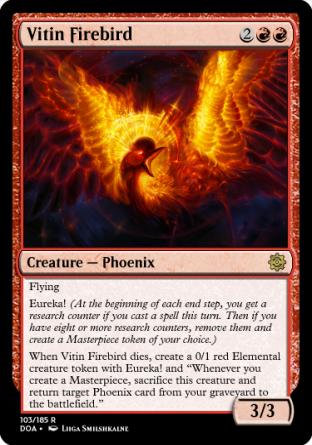 Vitin Firebird 2
Creature — Phoenix
Flying
Eureka! (At the beginning of each end step, you get a
research counter if you cast a spell this turn. Then if
you have eight or more research counters, remove them and
create a Masterpiece token of your choice.)
When Vitin Firebird dies, create a 0/1 red Elemental
creature token with Eureka! and “Whenever you
create a Masterpiece, sacrifice this creature and
return target Phoenix card from your graveyard to
the battlefield.”
3/3
103/185 R
DOA • Liiga Smilshkalne